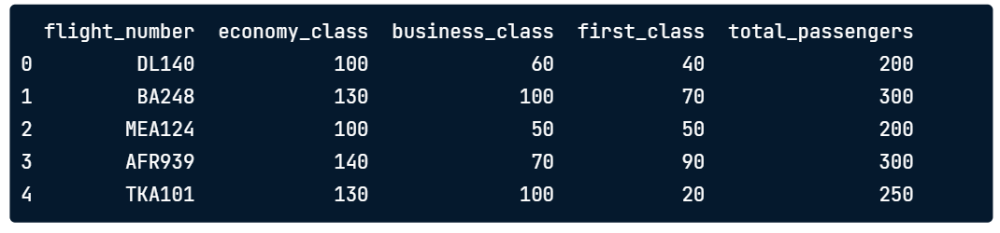 flight_number economy_class business_class first_class total_passengers
0 DL140 100 60 40 200
1 BA248 130 100 70 300
2 MEA124 100 50 50 200
3 AFR939 140 70 90 300
4 TKA101 130 100 20 250